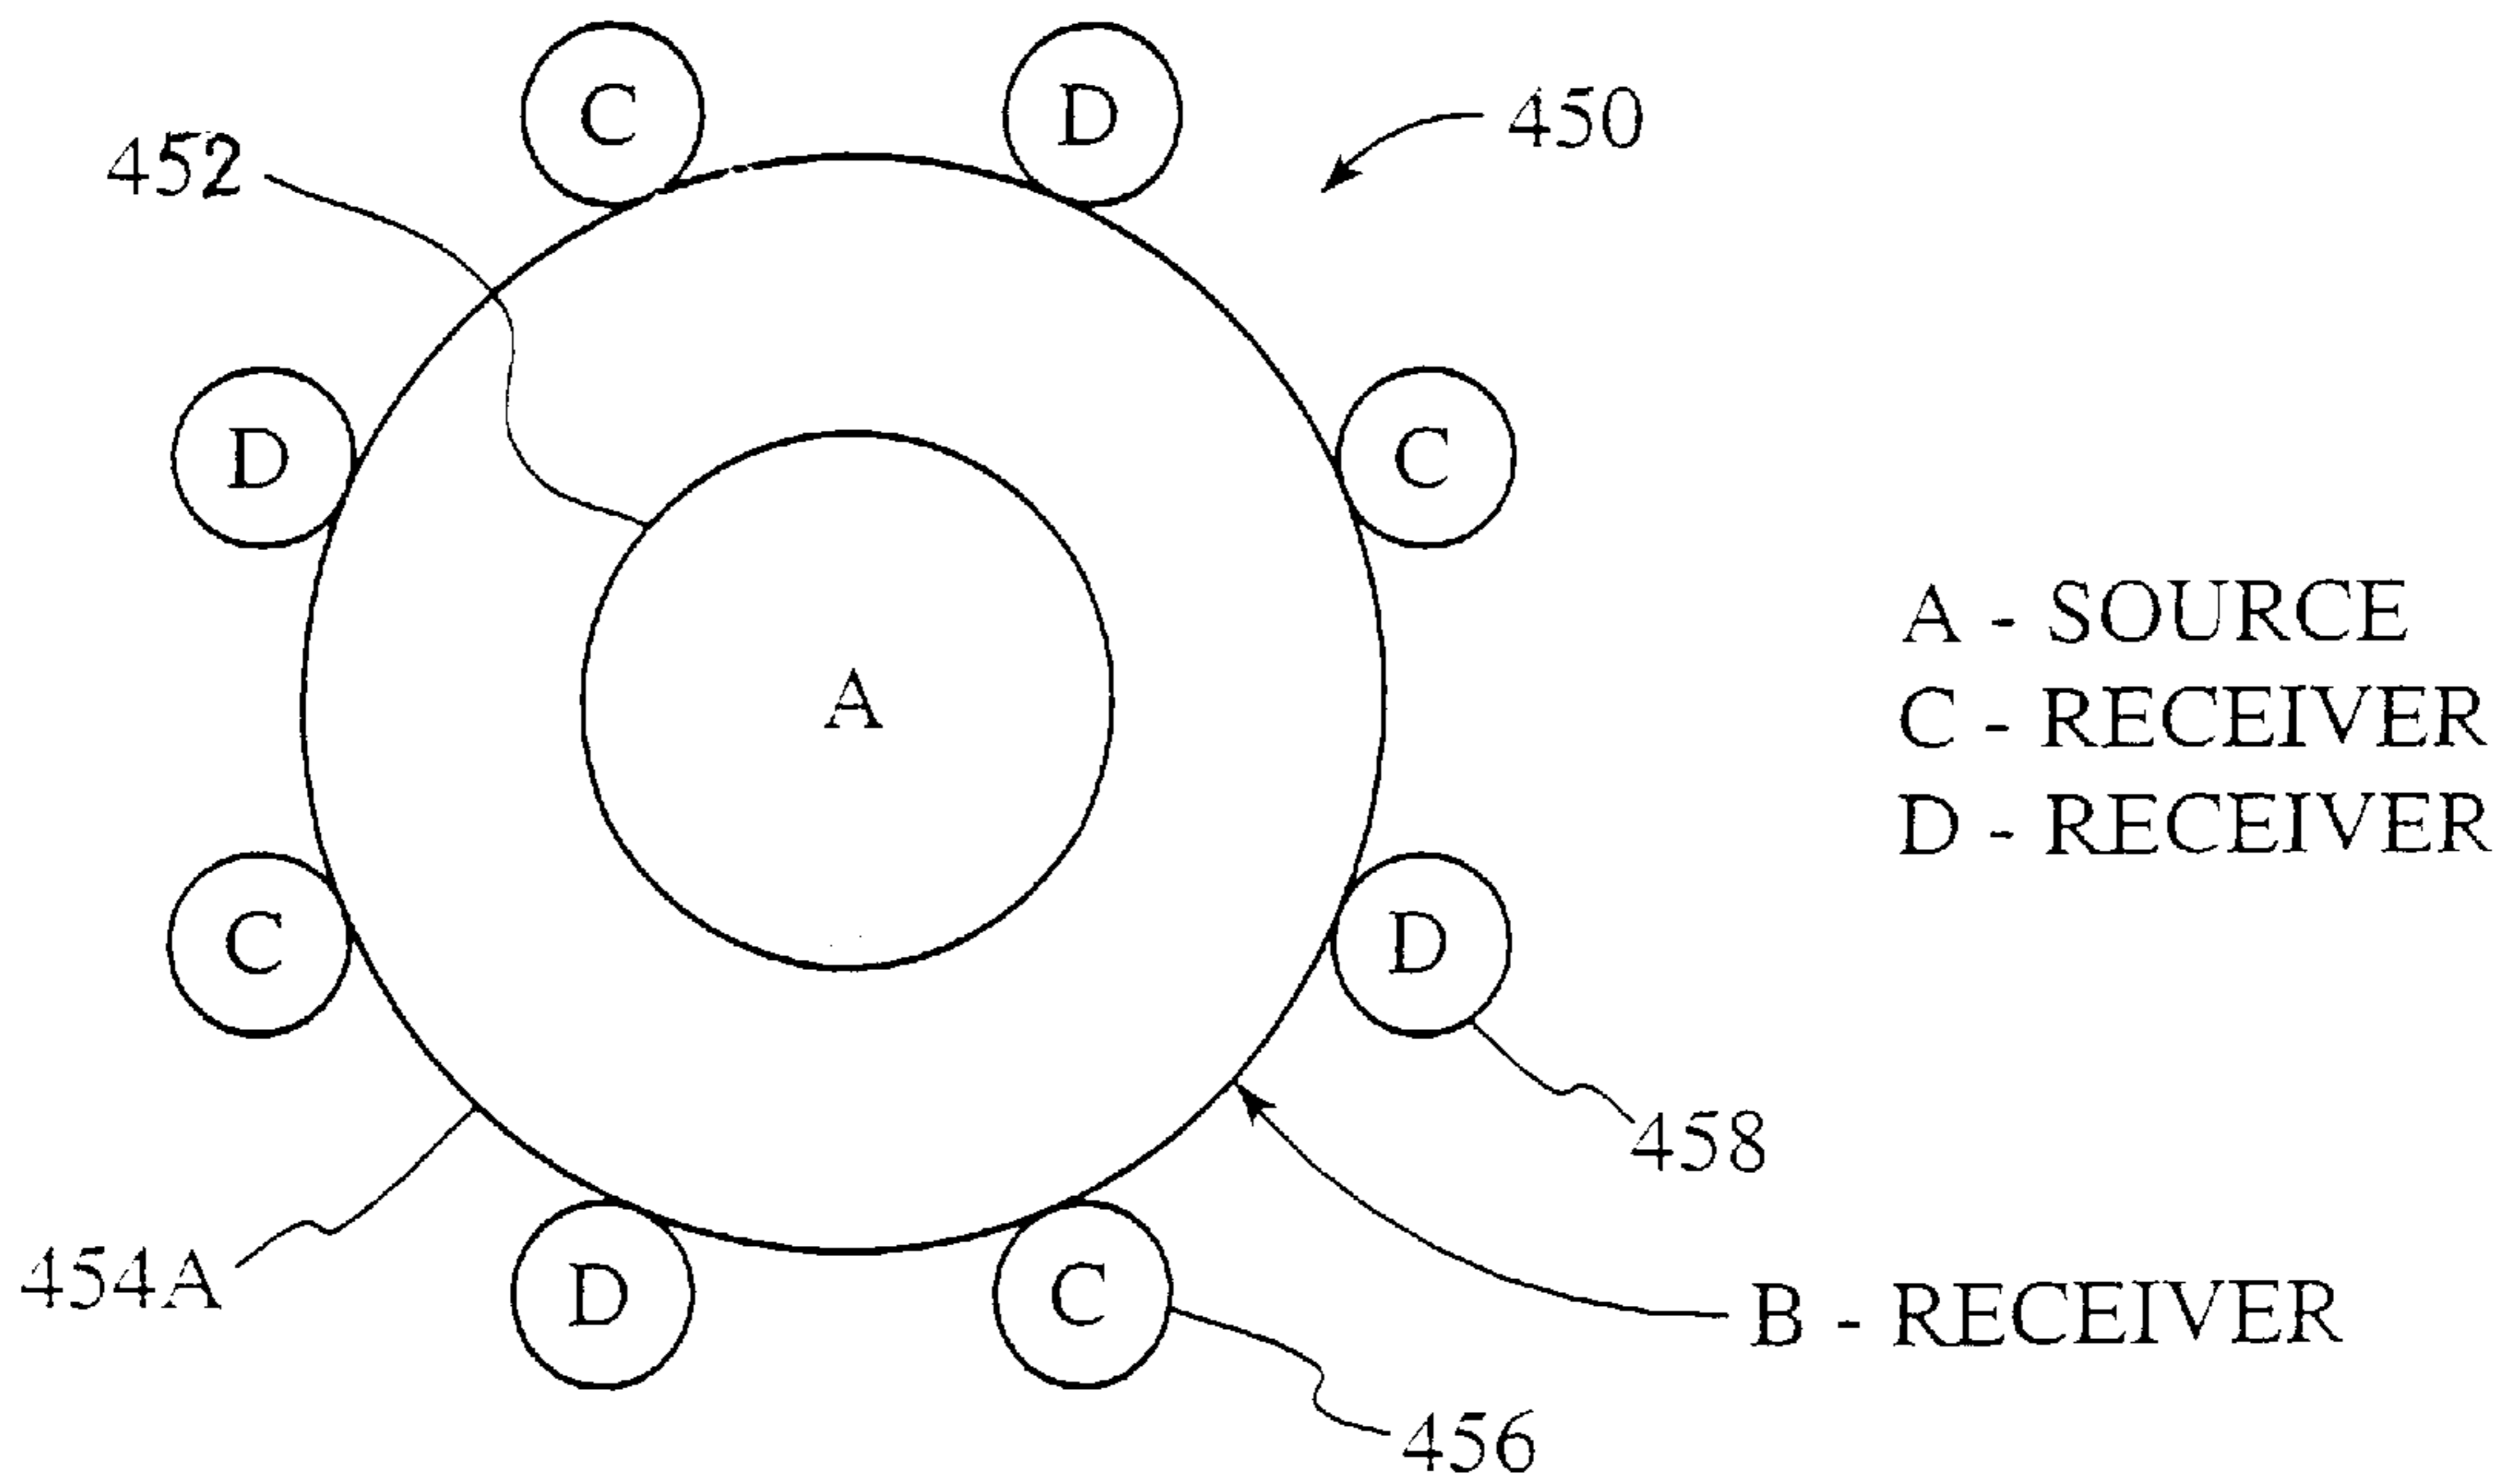 C
D
450
452
D
C
A
A - SOURCE
C - RECEIVER
D - RECEIVER
C
D
458
454A
D
C
B - RECEIVER
456